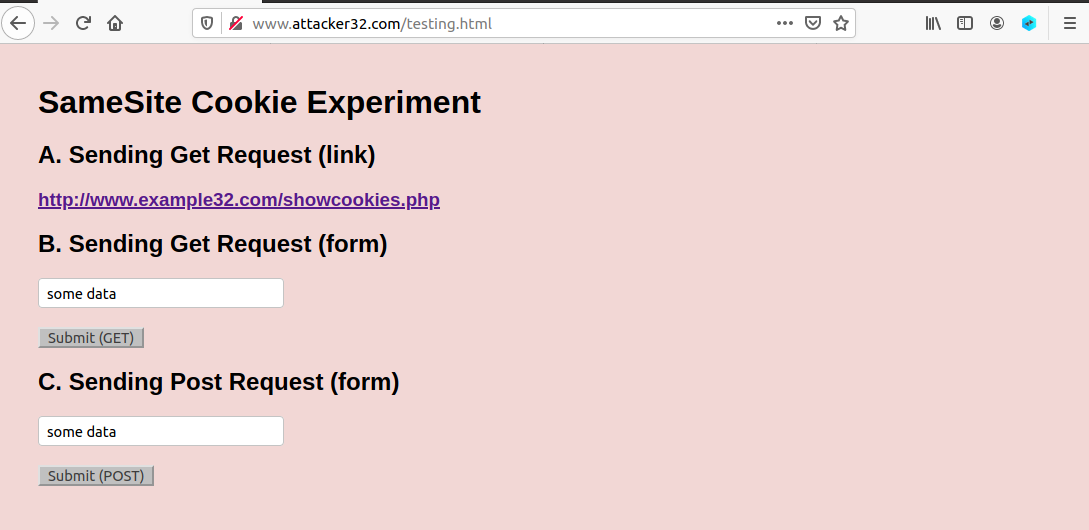 www.attacker32.com/testing.html
SameSite Cookie Experiment
A. Sending Get Request (link)
http://www.example32.com/showcookies.php
B. Sending Get Request (form)
some data
Submit (GET)
C. Sending Post Request (form)
some data
Submit (POST)